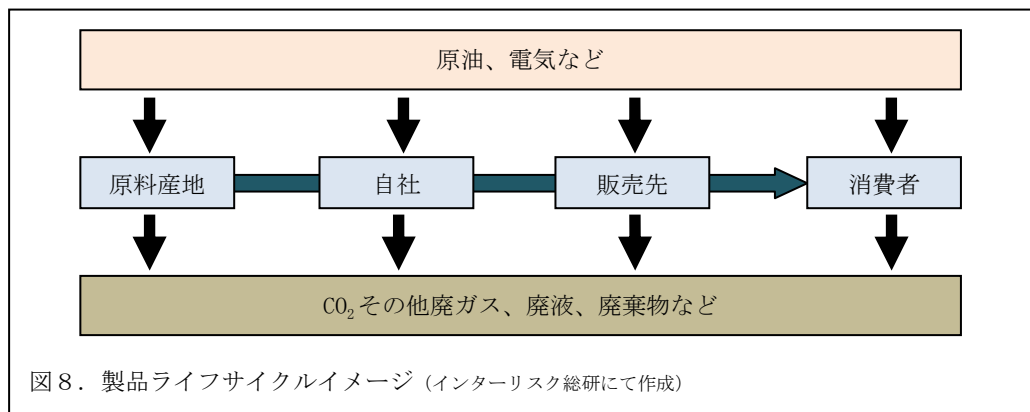 原油、電気など
原料産地
自社
販売先
消費者
CO₂その他廃ガス、廃液、廃棄物など
図８．製品ライフサイクルイメージ（インターリスク総研にて作成）